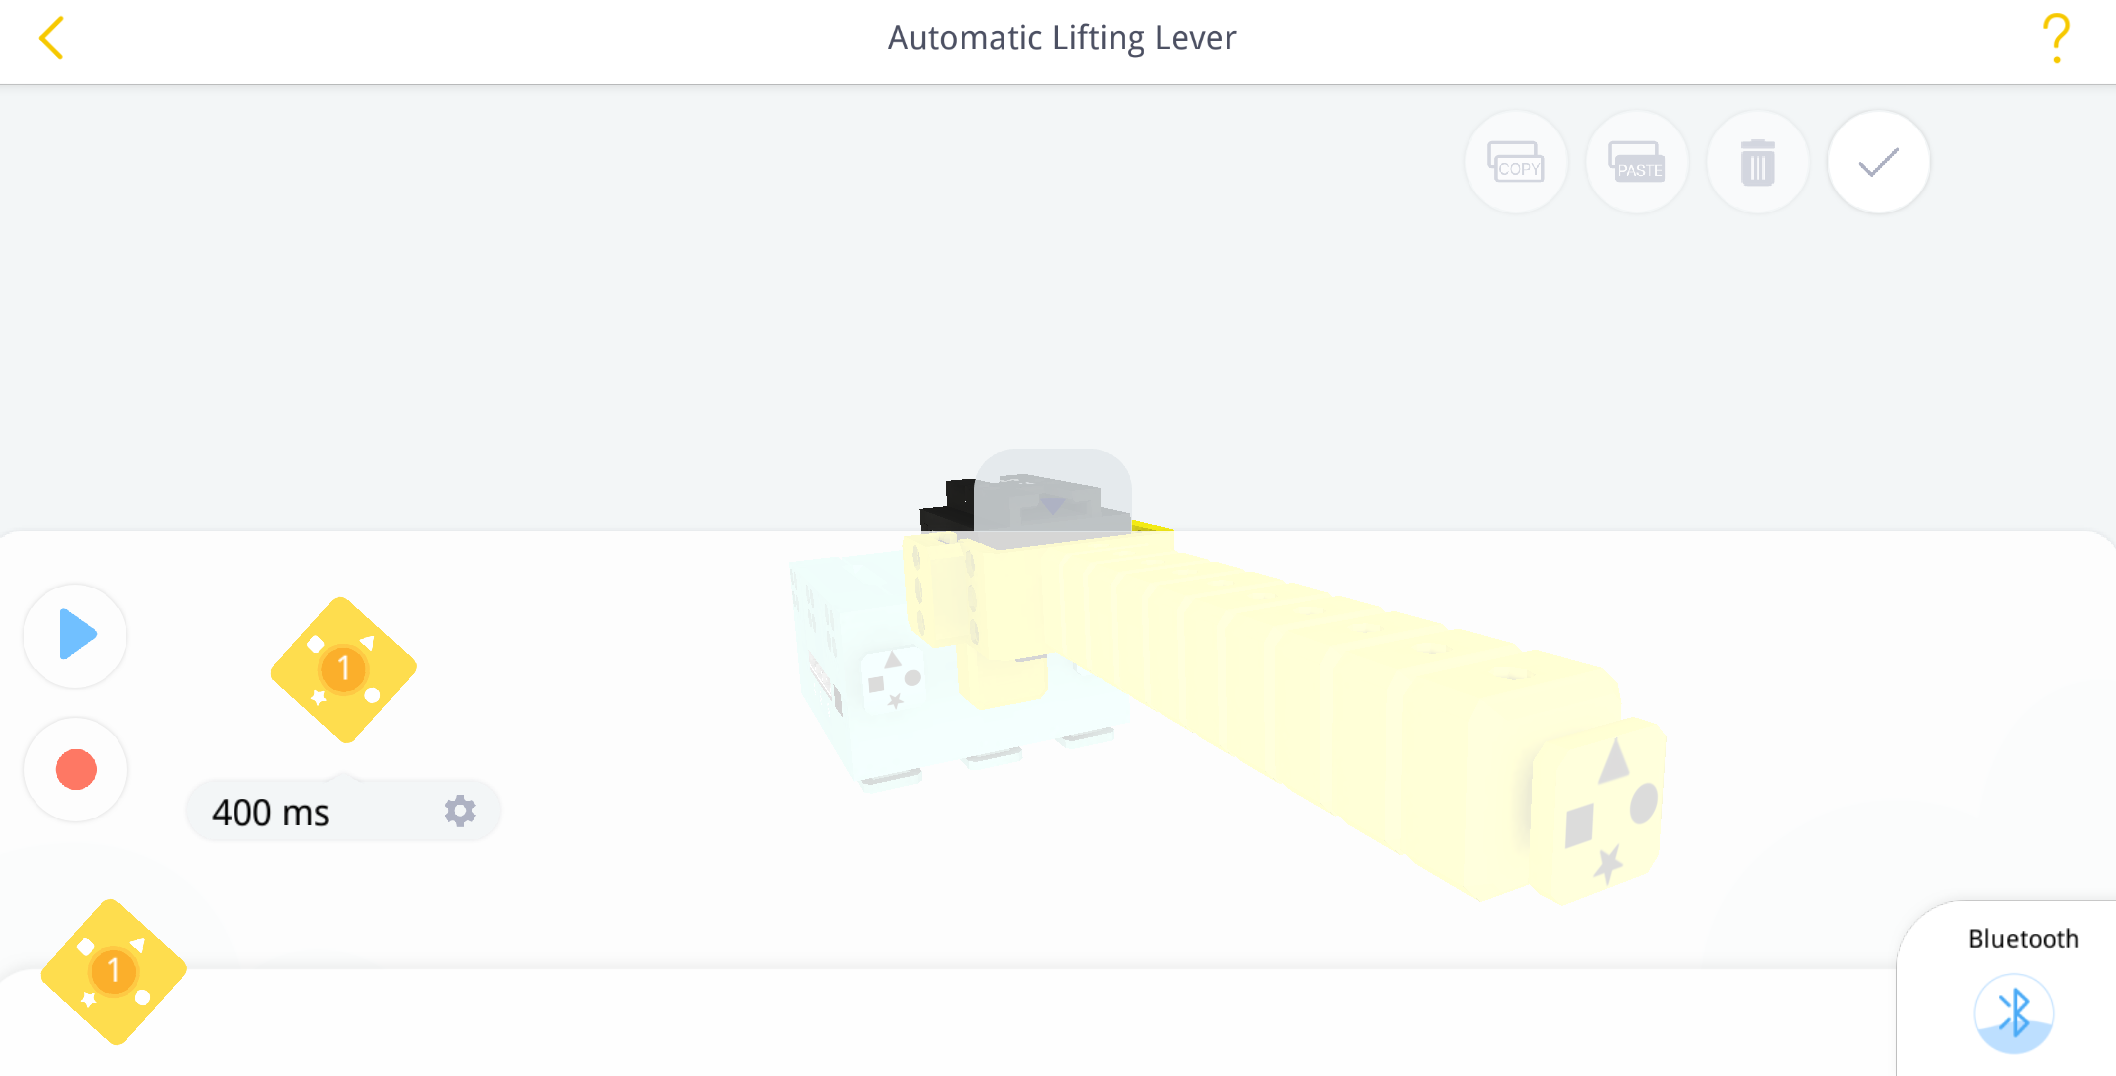 Automatic Lifting Lever
?
COPY
PASTE
1
400 ms
1
Bluetooth